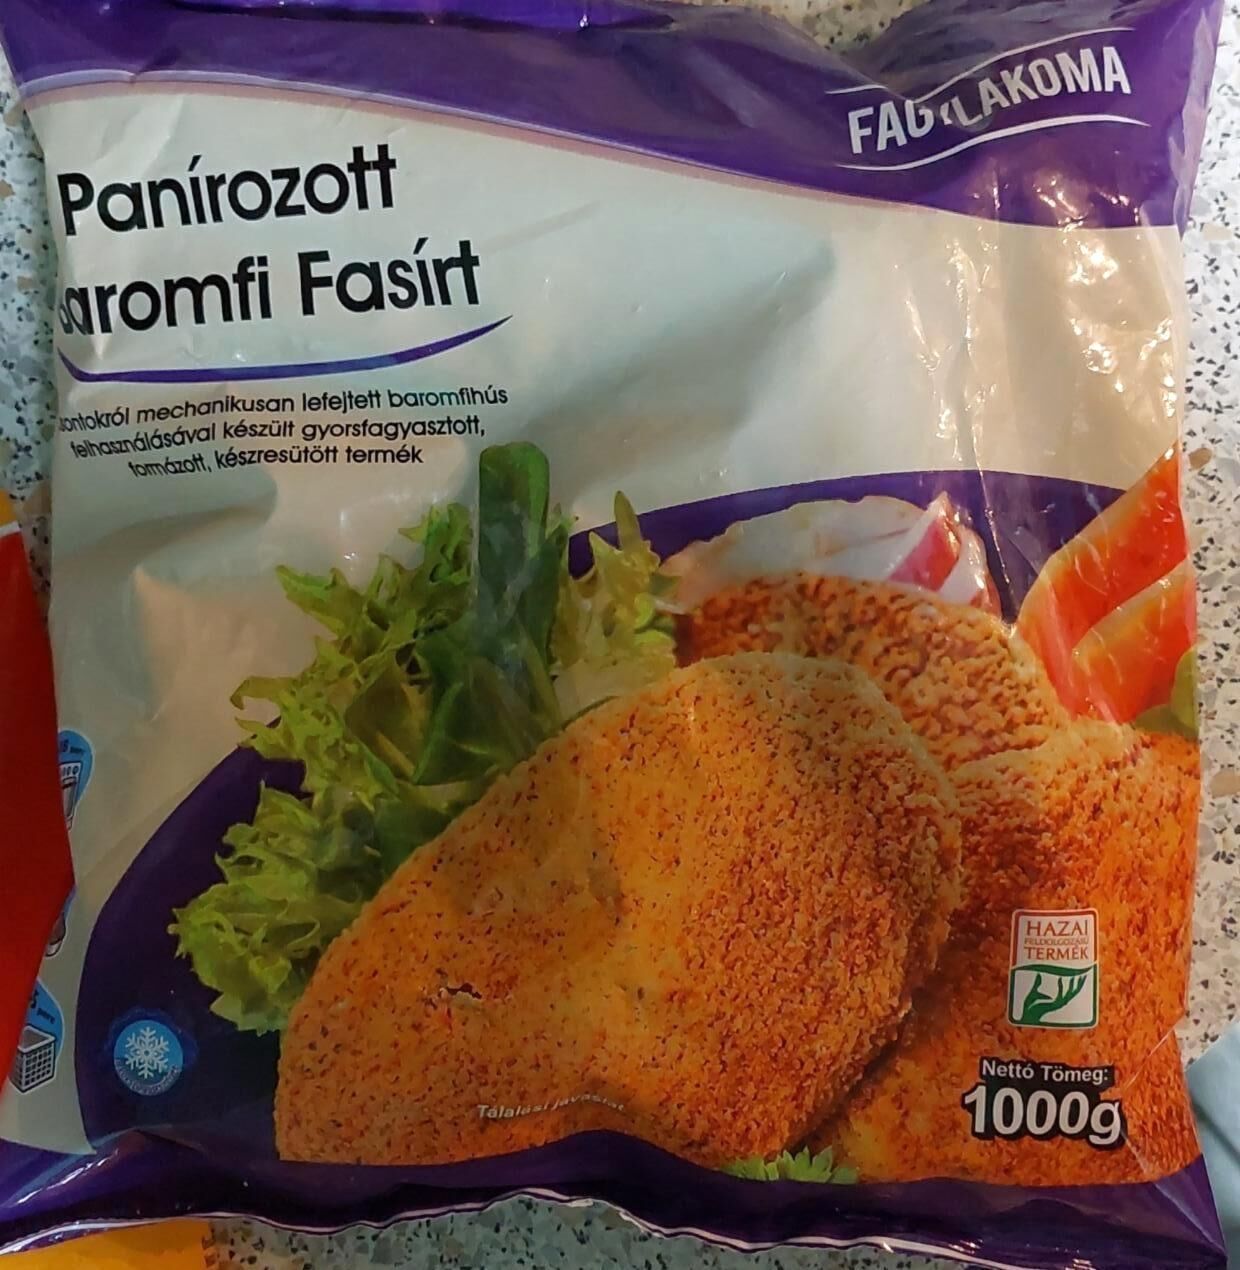 FAGYLAKOMA
Panírozott
aromfi Fasírt
ontokról mechanikusan lefejtett baromfihús
felhasználásával készült gyorsfagyasztott,
formázott, készresütött termék
HAZAI
FELDOLGOZÁSÚ
TERMÉK
Nettó Tömeg:
1000g
Tálalási javaslat